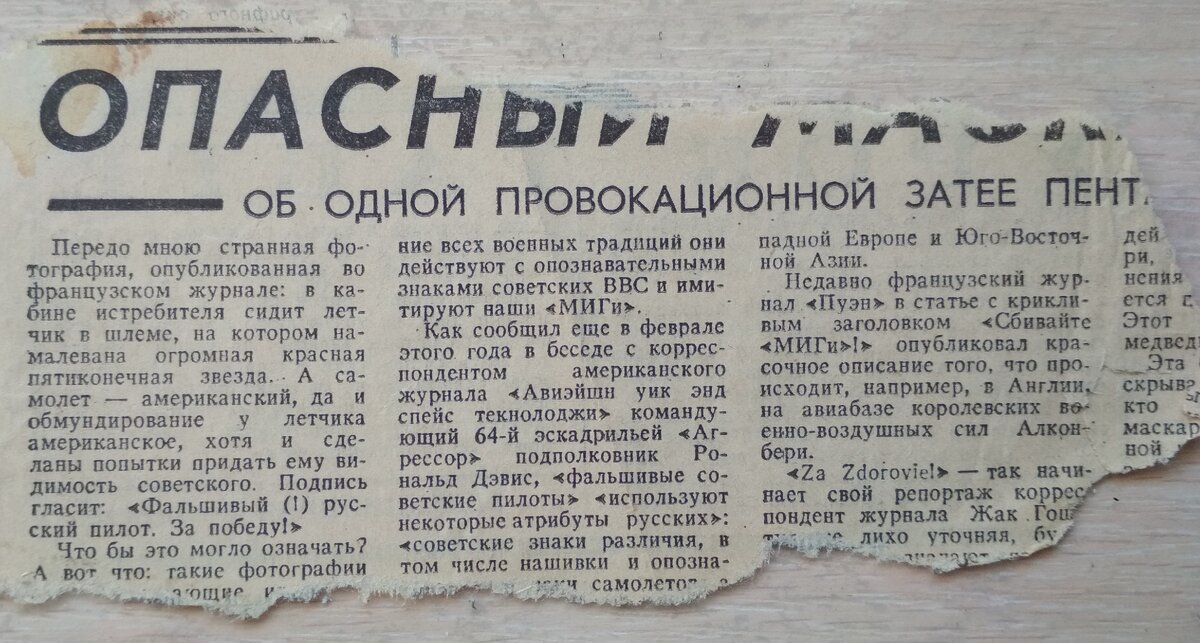 ОПАСНЫЙ
ОБ ОДНОЙ ПРОВОКАЦИОННОЙ ЗАТЕЕ ПЕНТ
Передо мною странная фо-
тография, опубликованная во
французском журнале: в ка-
бине истребителя сидит лет-
чик в шлеме, на котором на-
малевана огромная красная
пятиконечная звезда. А са-
молет — американский, да и
обмундирование у летчика
американское, хотя и сде-
ланы попытки придать ему ви-
димость советского. Подпись
гласит: «Фальшивый (!) рус-
ский пилот. За победу!»
Что бы это могло означать?
А вот что: такие фотографии
ние всех военных традиций они
действуют с опознавательными
знаками советских ВВС и ими-
тируют наши «МИГи».
Как сообщил еще в феврале
этого года в беседе с коррес-
пондентом американского
журнала «Авиэйшн уик энд
спейс текнолоджи» команду-
ющий 64-й эскадрильей «Аг-
рессор» подполковник Ро-
нальд Дэвис, «фальшивые со-
ветские пилоты» «используют
некоторые атрибуты русских»:
«советские знаки различия, в
том числе нашивки и опозна-
самолетов
падной Европе и Юго-Восточ-
ной Азии.
Недавно французский жур-
нал «Пуэн» в статье с крикли-
вым заголовком «Сбивайте
«МИГи»!» опубликовал кра-
сочное описание того, что про-
исходит, например, в Англии,
на авиабазе королевских во-
енно-воздушных сил Алкон-
бери.
«Za Zdorovie!» — так начи-
нает свой репортаж коррес-
пондент журнала Жак Гош
лихо уточняя, бу
дей
ри,
нения
ется п
Этот
медвед
Эта
скрыва
кто
маскар
ной